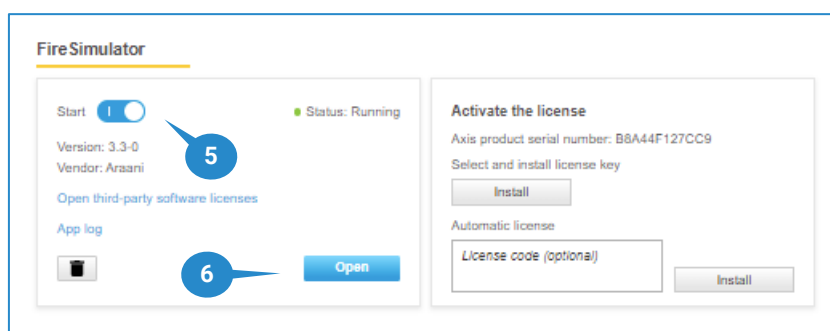 FireSimulator
Start
Status: Running
5
Version: 3.3-0
Vendor: Araani
Open third-party software licenses
App log
6
Open
Activate the license
Axis product serial number: B8A44F127CC9
Select and install license key
Install
Automatic license
License code (optional)
Install